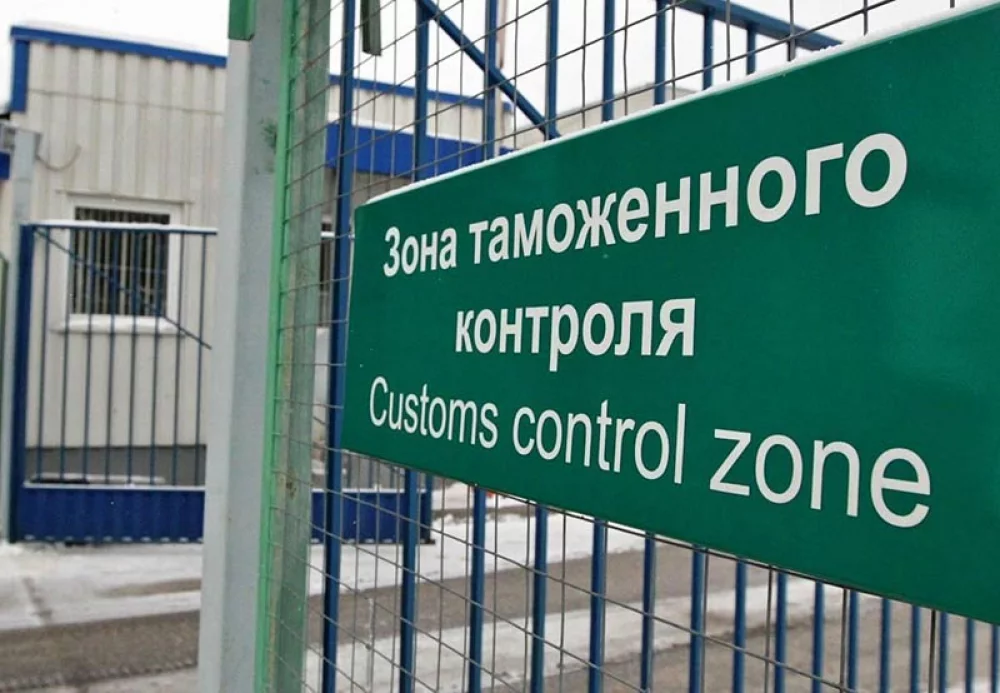 Зона таможенного
контроля
Customs control zone